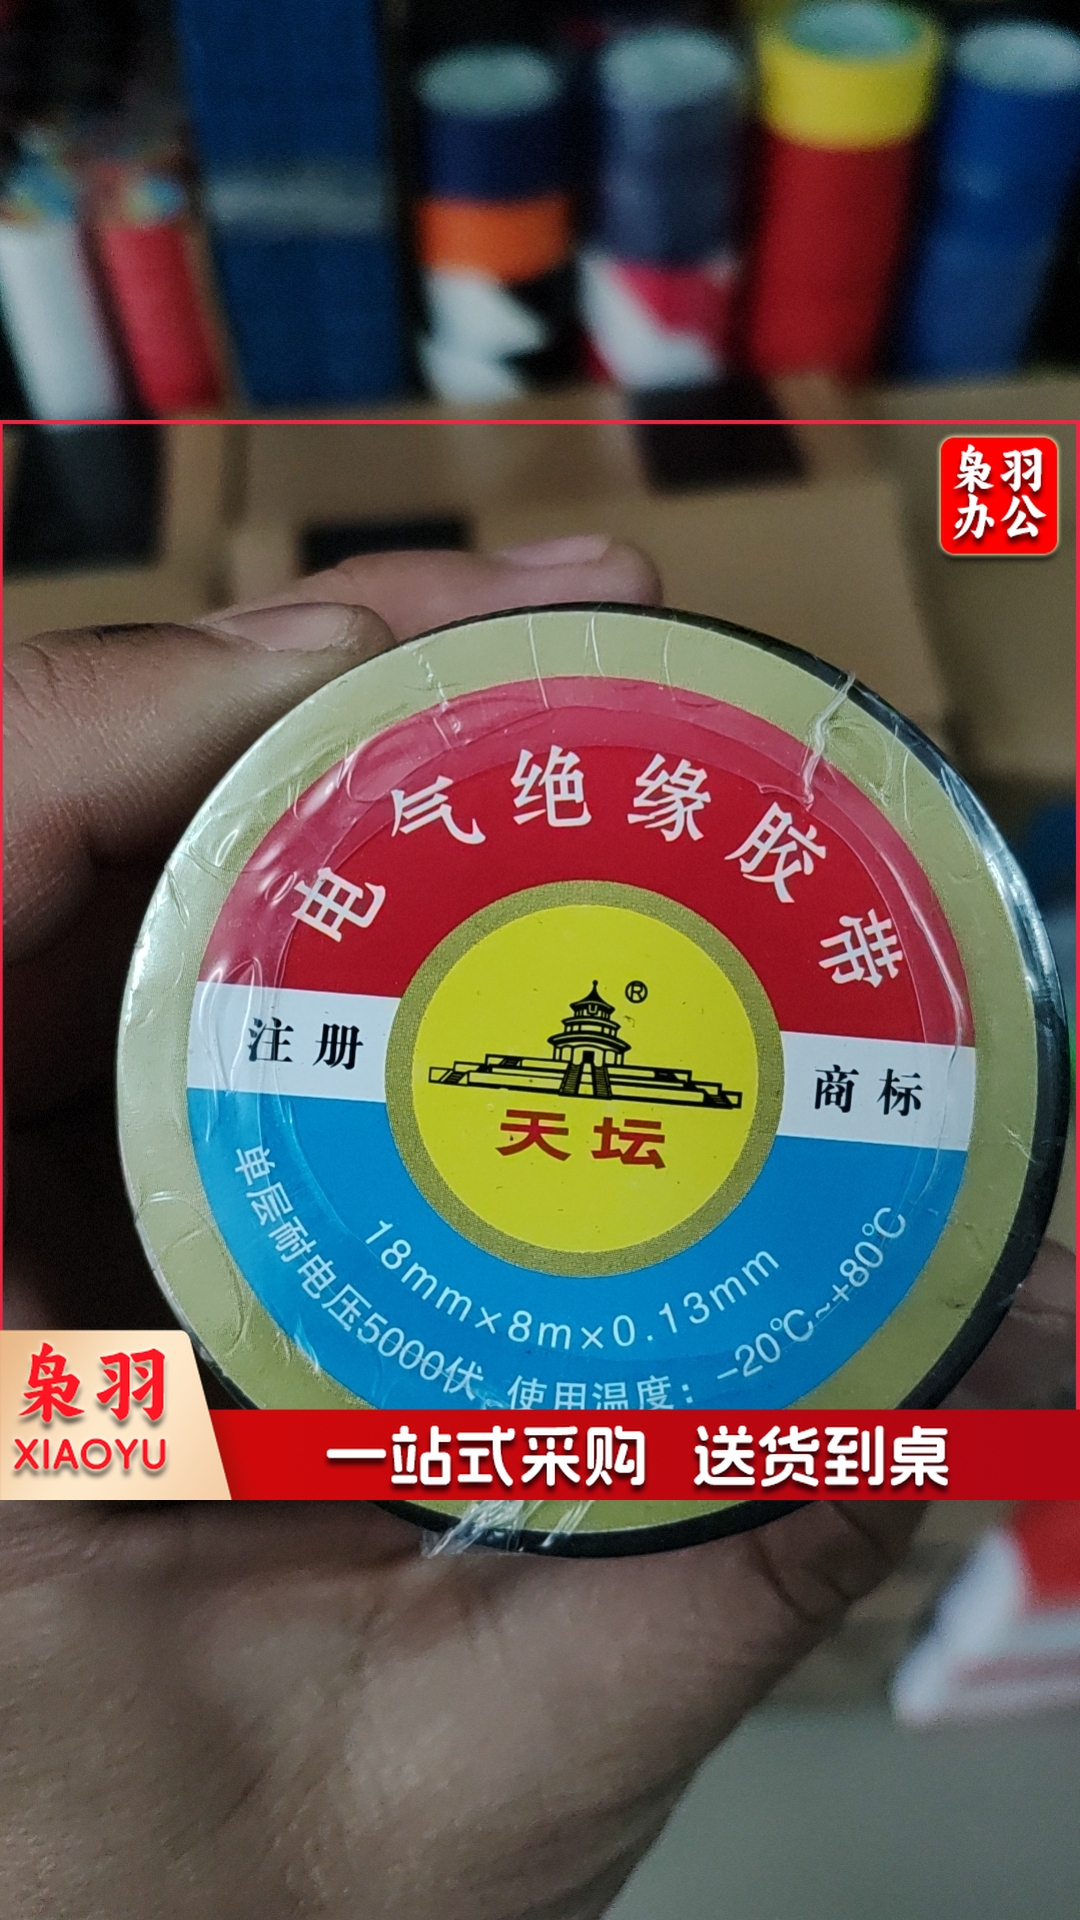 枭羽
办公
电气绝缘胶带
®
注册
商标
天坛
18mm×8m×0.13mm
单层耐电压5000伏 使用温度：-20℃~+80℃
枭羽
XIAOYU
一站式采购 送货到桌